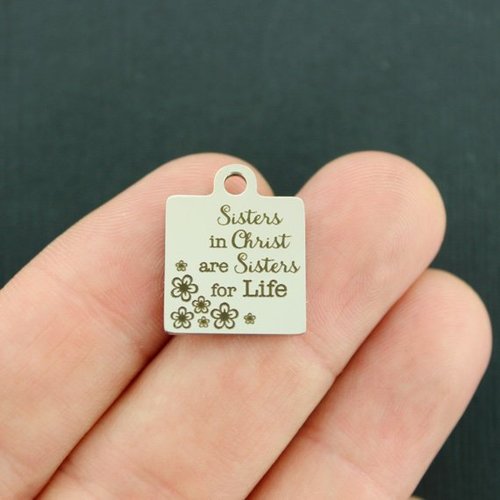 Sisters
in Christ
are Sisters
for Life